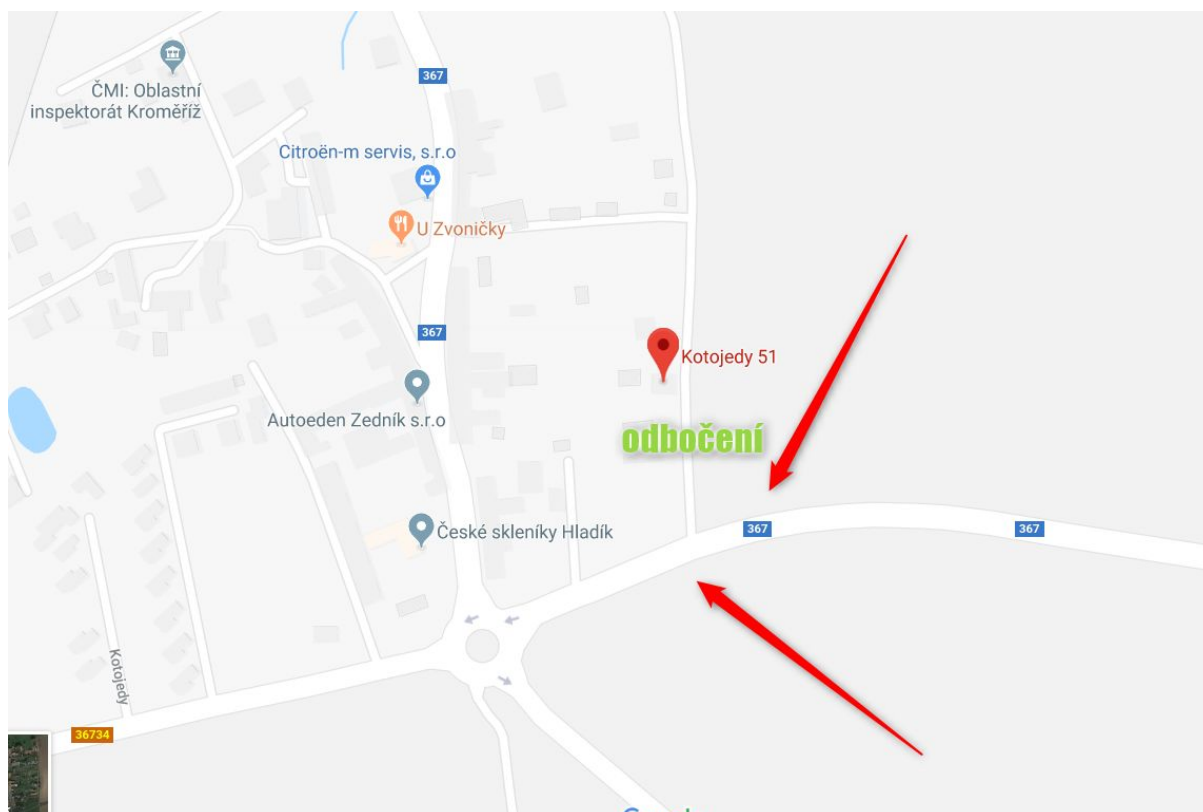 367
ČMI: Oblastní
inspektorát Kroměříž
Citroën-m servis, s.r.o
U Zvoničky
367
Kotojedy 51
Autoeden Zedník s.r.o
odbočení
České skleníky Hladík
367
367
Kotojedy
36734